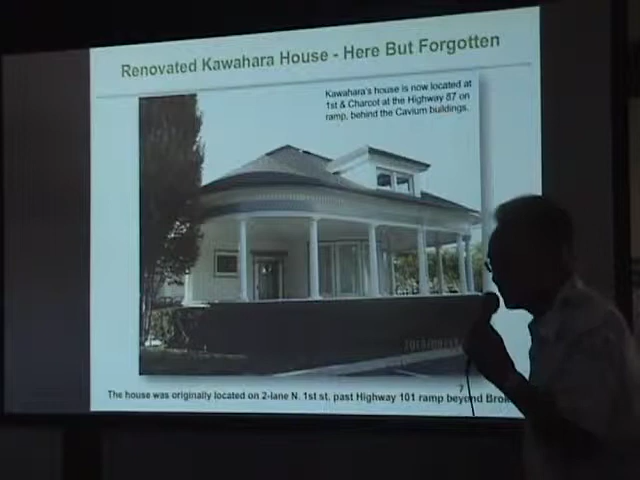 Renovated Kawahara House - Here But Forgotten
Kawahara's house is now located at
1st & Charcot at the Highway 87 on
ramp, behind the Cavium buildings.
7
The house was originally located on 2-lane N. 1st st. past Highway 101 ramp beyend